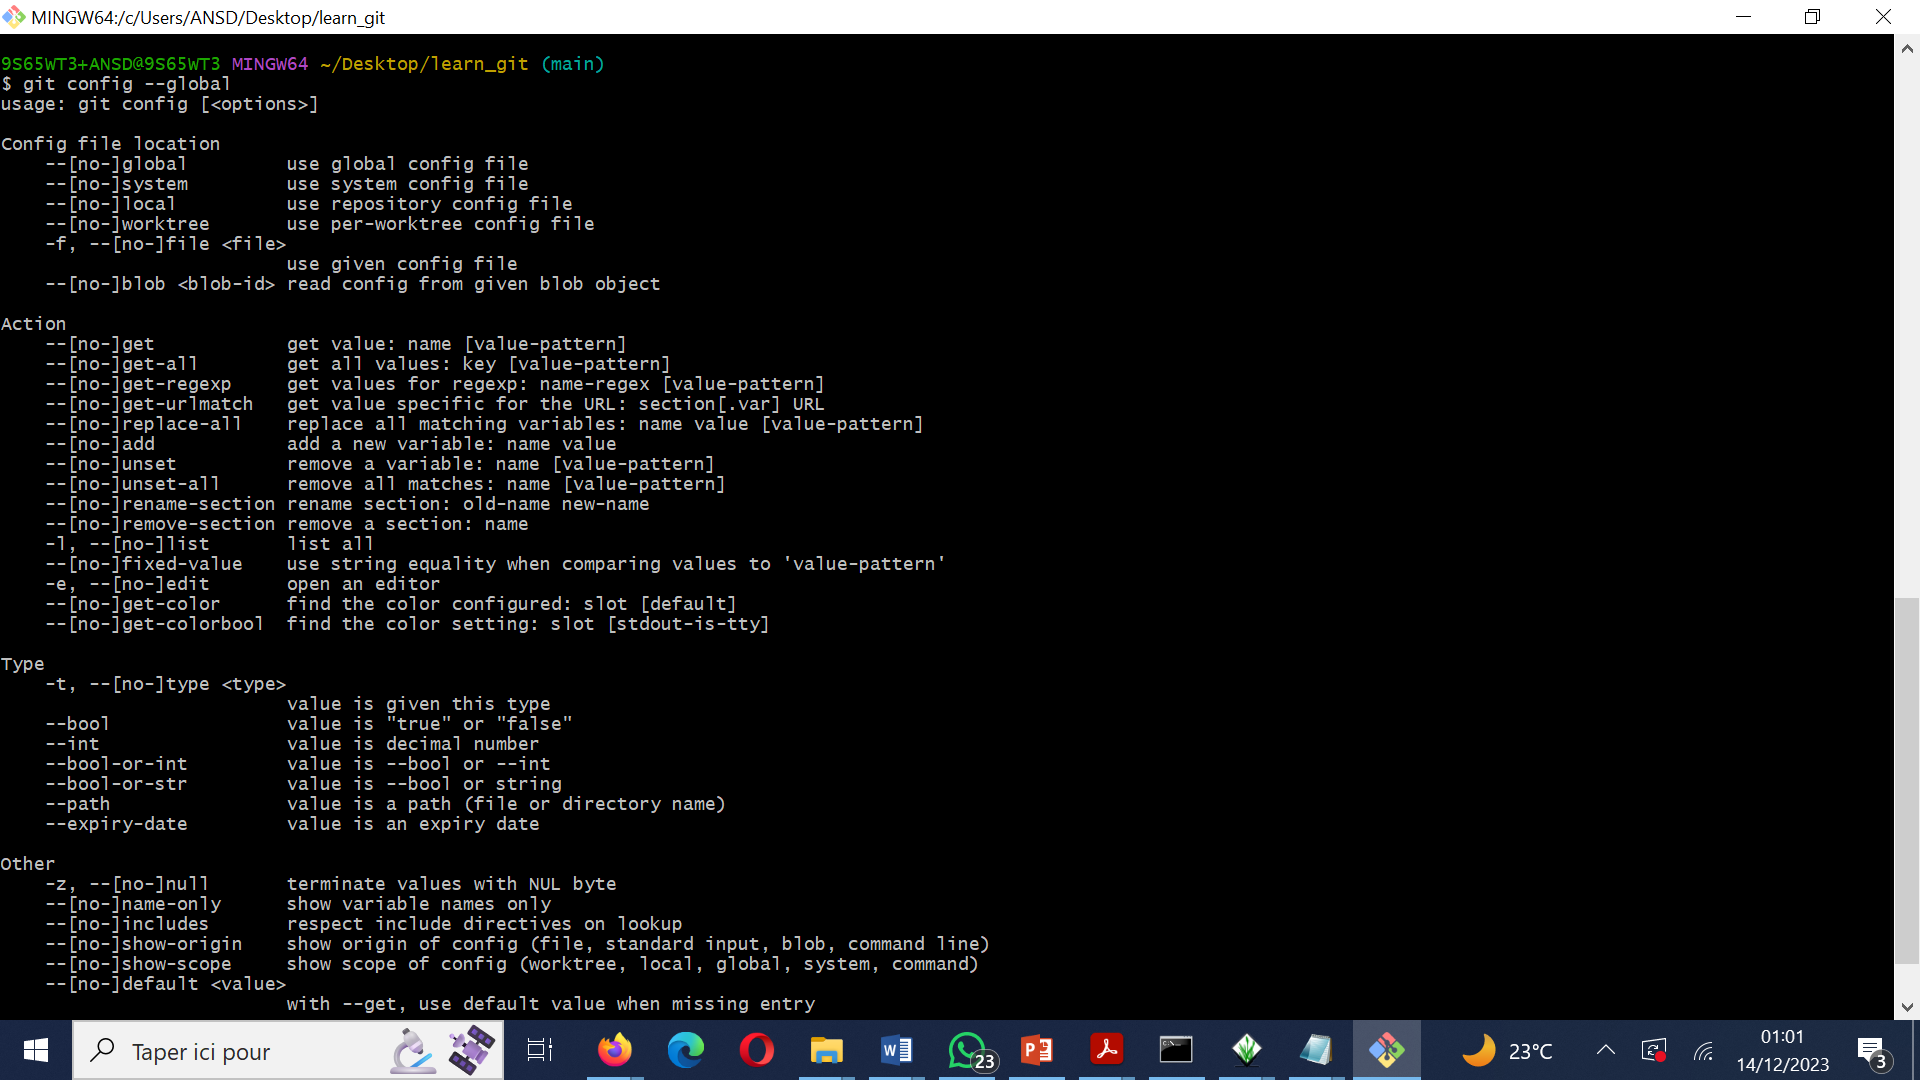 MINGW64:/c/Users/ANSD/Desktop/learn_git
9S65WT3+ANSD@9S65WT3 MINGW64 ~/Desktop/learn_git (main)
$ git config --global
usage: git config [<options>]
Config file location
--[no-]global use global config file
--[no-]system use system config file
--[no-]local use repository config file
--[no-]worktree use per-worktree config file
-f, --[no-]file <file>
use given config file
--[no-]blob <blob-id> read config from given blob object
Action
--[no-]get get value: name [value-pattern]
--[no-]get-all get all values: key [value-pattern]
--[no-]get-regexp get values for regexp: name-regex [value-pattern]
--[no-]get-urlmatch get value specific for the URL: section[.var] URL
--[no-]replace-all replace all matching variables: name value [value-pattern]
--[no-]add add a new variable: name value
--[no-]unset remove a variable: name [value-pattern]
--[no-]unset-all remove all matches: name [value-pattern]
--[no-]rename-section rename section: old-name new-name
--[no-]remove-section remove a section: name
-l, --[no-]list list all
--[no-]fixed-value use string equality when comparing values to 'value-pattern'
-e, --[no-]edit open an editor
--[no-]get-color find the color configured: slot [default]
--[no-]get-colorbool find the color setting: slot [stdout-is-tty]
Type
-t, --[no-]type <type>
value is given this type
--bool value is "true" or "false"
--int value is decimal number
--bool-or-int value is --bool or --int
--bool-or-str value is --bool or string
--path value is a path (file or directory name)
--expiry-date value is an expiry date
Other
-z, --[no-]null terminate values with NUL byte
--[no-]name-only show variable names only
--[no-]includes respect include directives on lookup
--[no-]show-origin show origin of config (file, standard input, blob, command line)
--[no-]show-scope show scope of config (worktree, local, global, system, command)
--[no-]default <value>
with --get, use default value when missing entry
Taper ici pour
23
23°C
01:01
14/12/2023
3